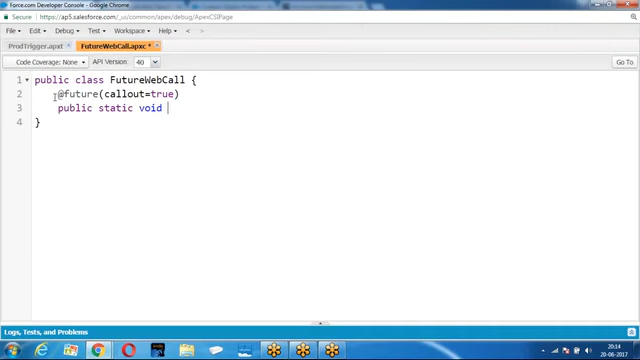 Force.com Developer Console - Google Chrome
Secure https://ap5.salesforce.com/_ui/common/apex/debug/ApexCSIPage
File Edit Debug Test Workspace Help < >
ProdTrigger.apxt FutureWebCall.apxc *
Code Coverage: None API Version: 40 Go To
1 public class FutureWebCall {
2 @future(callout=true)
3 public static void
4 }
Logs, Tests, and Problems
20:14
20-06-2017